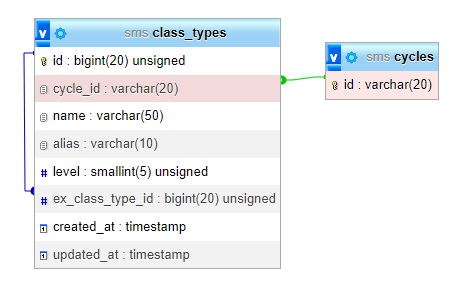 v sms class_types
id : bigint(20) unsigned
cycle_id : varchar(20)
name : varchar(50)
alias : varchar(10)
# level : smallint(5) unsigned
# ex_class_type_id : bigint(20) unsigned
created_at : timestamp
updated_at : timestamp
v sms cycles
id : varchar(20)